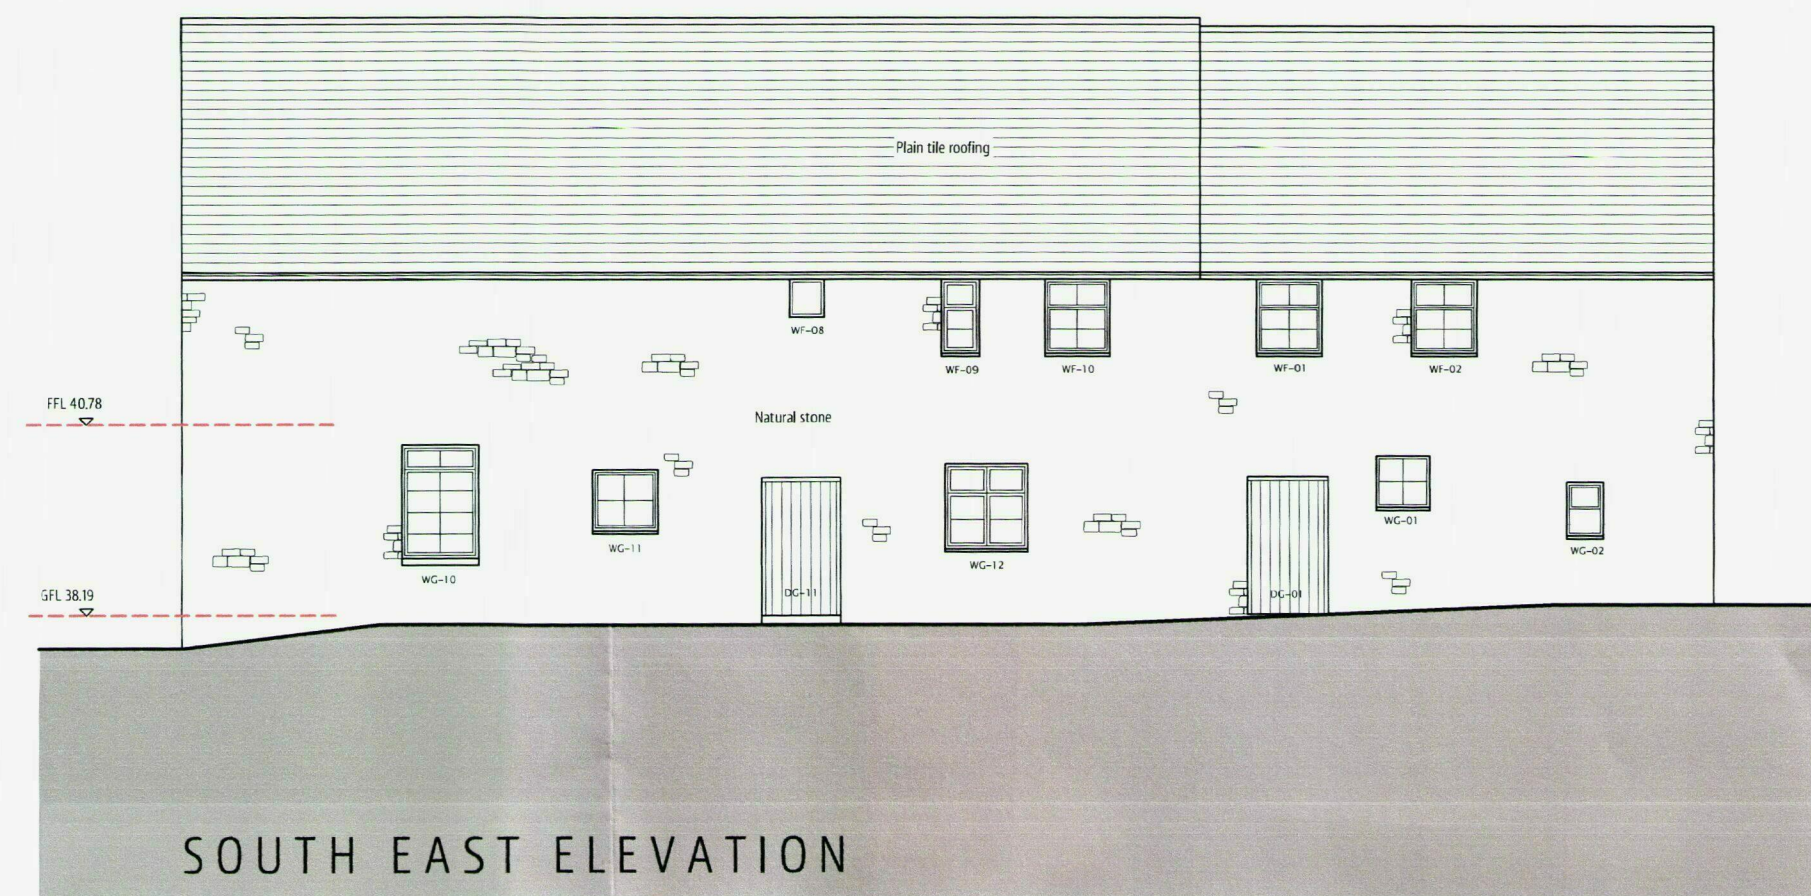 Plain tile roofing
WF-08
WF-09
WF-10
WF-01
WF-02
FFL 40.78
Natural stone
WG-10
WG-11
DG-11
WG-12
DG-01
WG-01
WG-02
GFL 38.19
SOUTH EAST ELEVATION